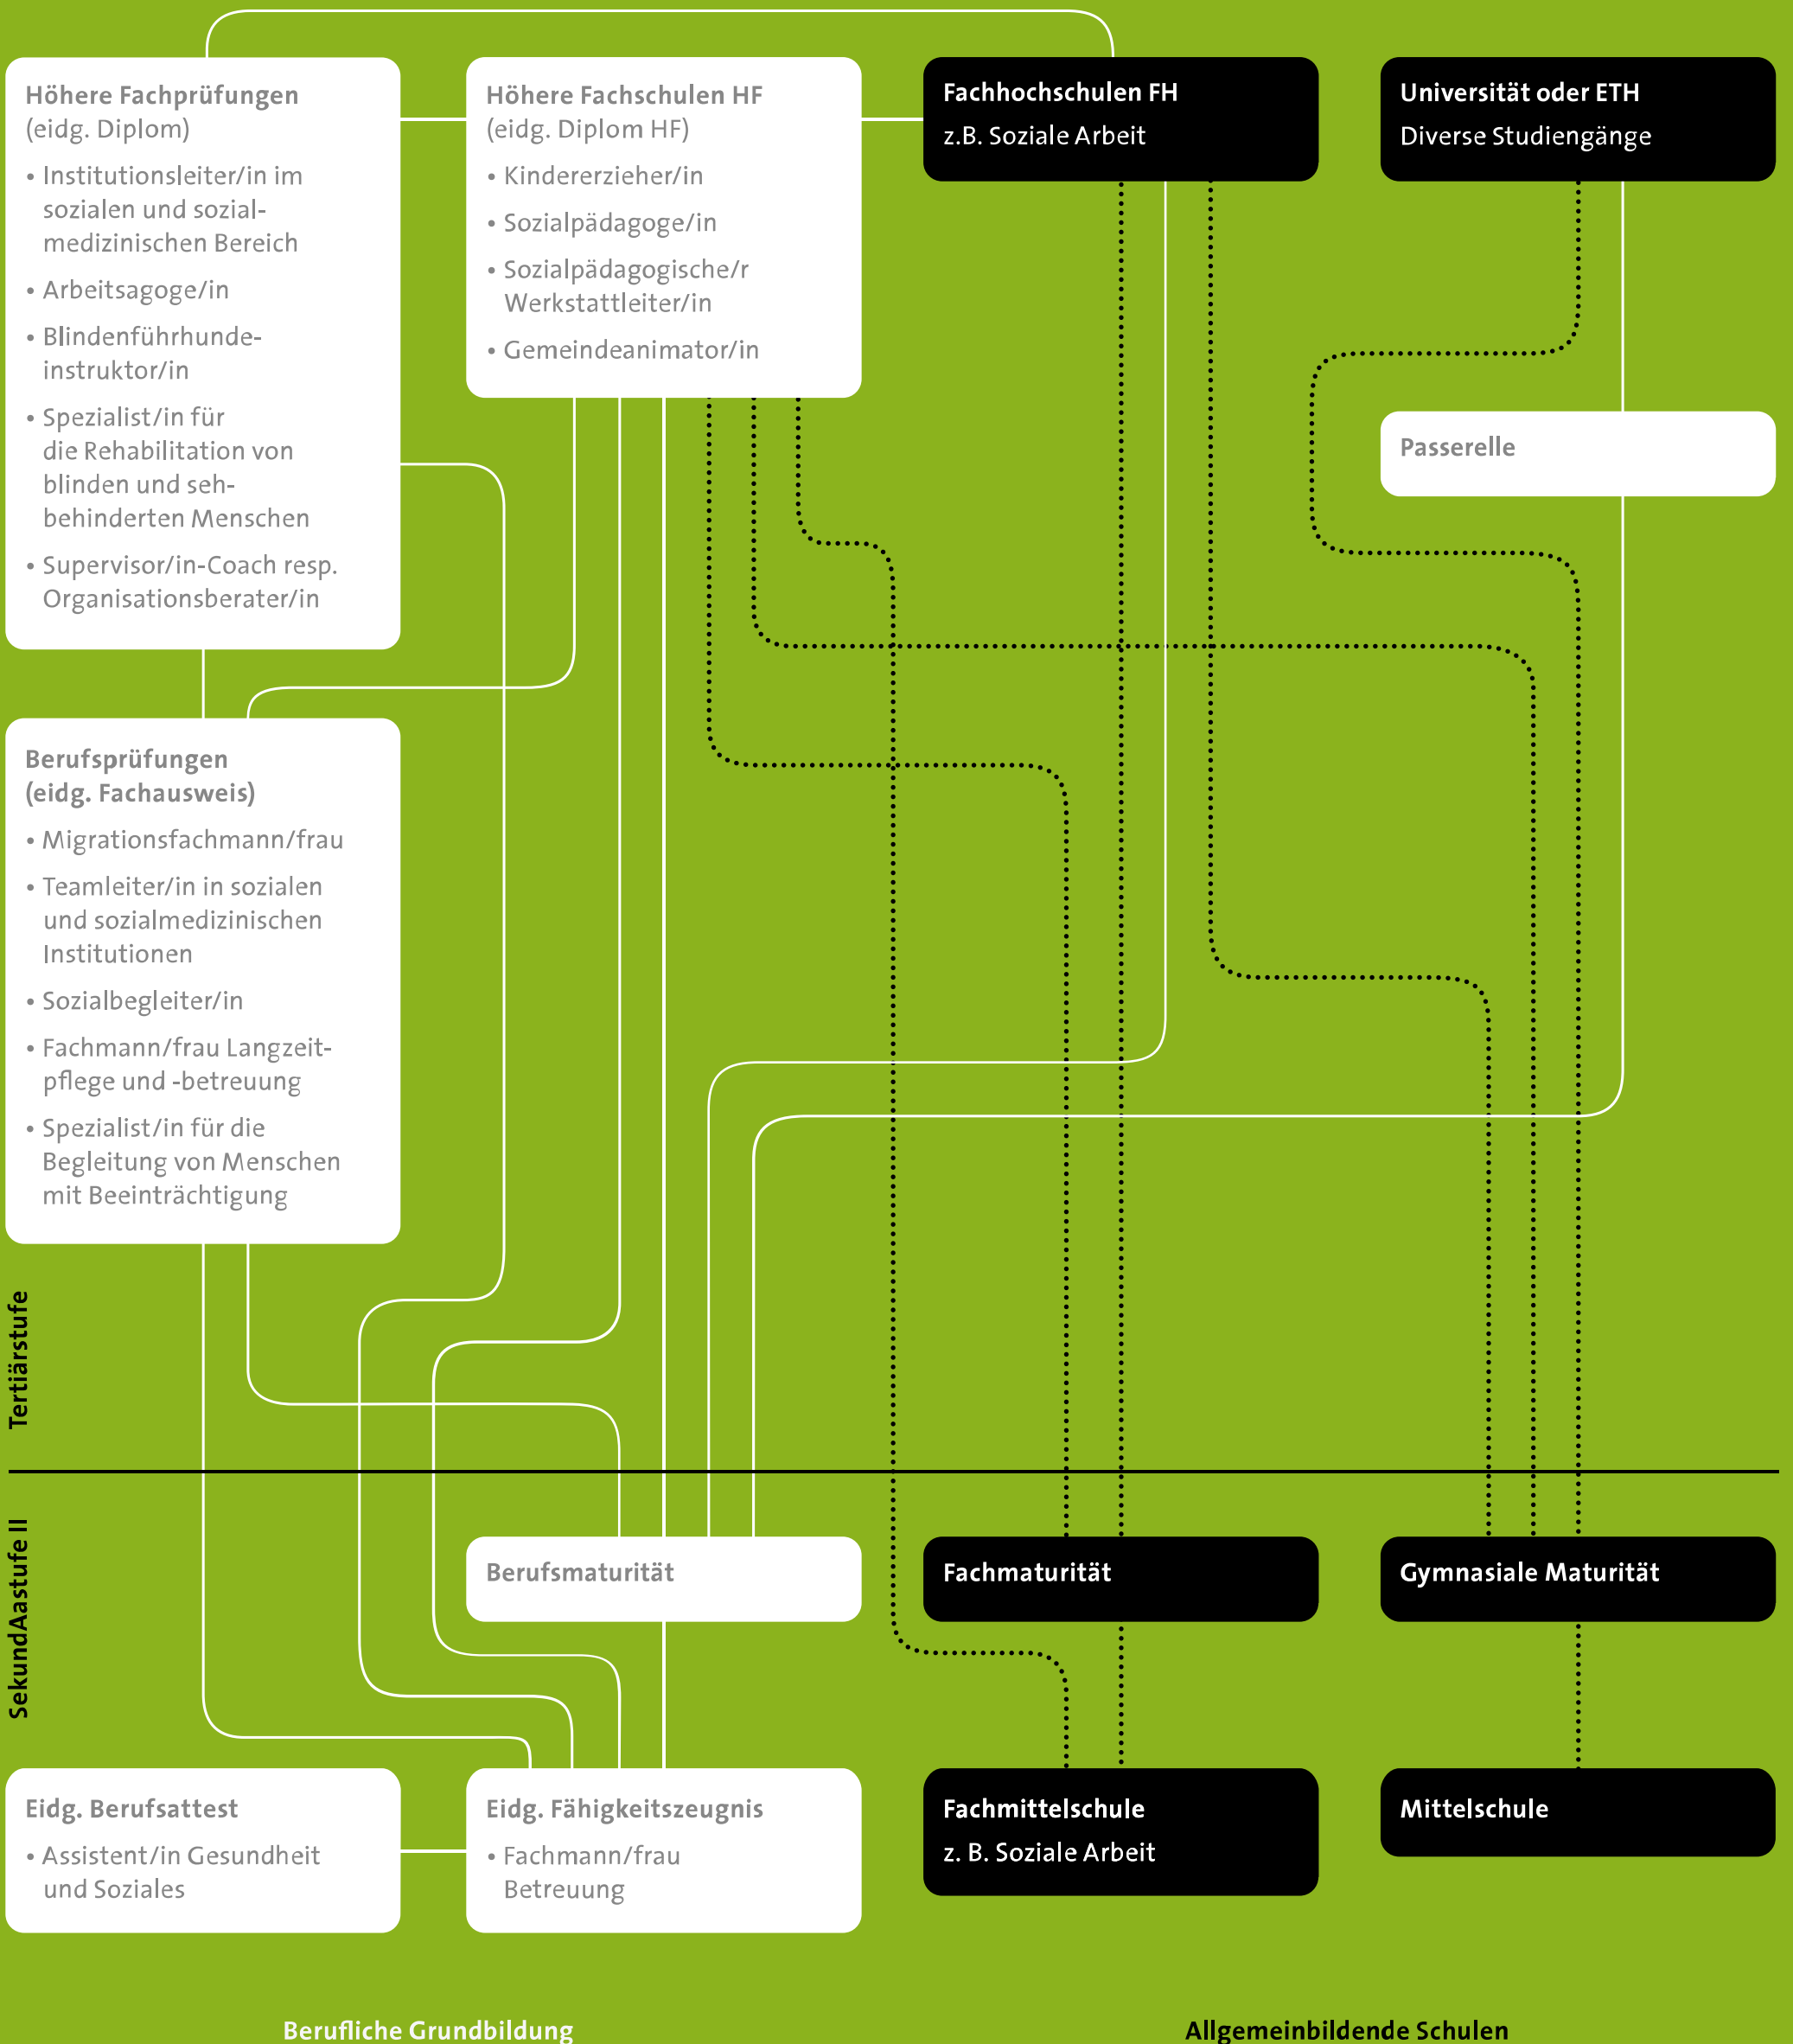 Höhere Fachprüfungen
(eidg. Diplom)
• Institutionsleiter/in im
sozialen und sozial-
medizinischen Bereich
• Arbeitsagoge/in
• Blindenführhunde-
instruktor/in
• Spezialist/in für
die Rehabilitation von
blinden und seh-
behinderten Menschen
• Supervisor/in-Coach resp.
Organisationsberater/in
Höhere Fachschulen HF
(eidg. Diplom HF)
• Kindererzieher/in
• Sozialpädagoge/in
• Sozialpädagogische/r
Werkstattleiter/in
• Gemeindeanimator/in
Fachhochschulen FH
z.B. Soziale Arbeit
Universität oder ETH
Diverse Studiengänge
Passerelle
Berufsprüfungen
(eidg. Fachausweis)
• Migrationsfachmann/frau
• Teamleiter/in in sozialen
und sozialmedizinischen
Institutionen
• Sozialbegleiter/in
• Fachmann/frau Langzeit-
pflege und -betreuung
• Spezialist/in für die
Begleitung von Menschen
mit Beeinträchtigung
Tertiärstufe
SekundAastufe II
Berufsmaturität
Fachmaturität
Gymnasiale Maturität
Eidg. Berufsattest
• Assistent/in Gesundheit
und Soziales
Eidg. Fähigkeitszeugnis
• Fachmann/frau
Betreuung
Fachmittelschule
z. B. Soziale Arbeit
Mittelschule
Berufliche Grundbildung
Allgemeinbildende Schulen